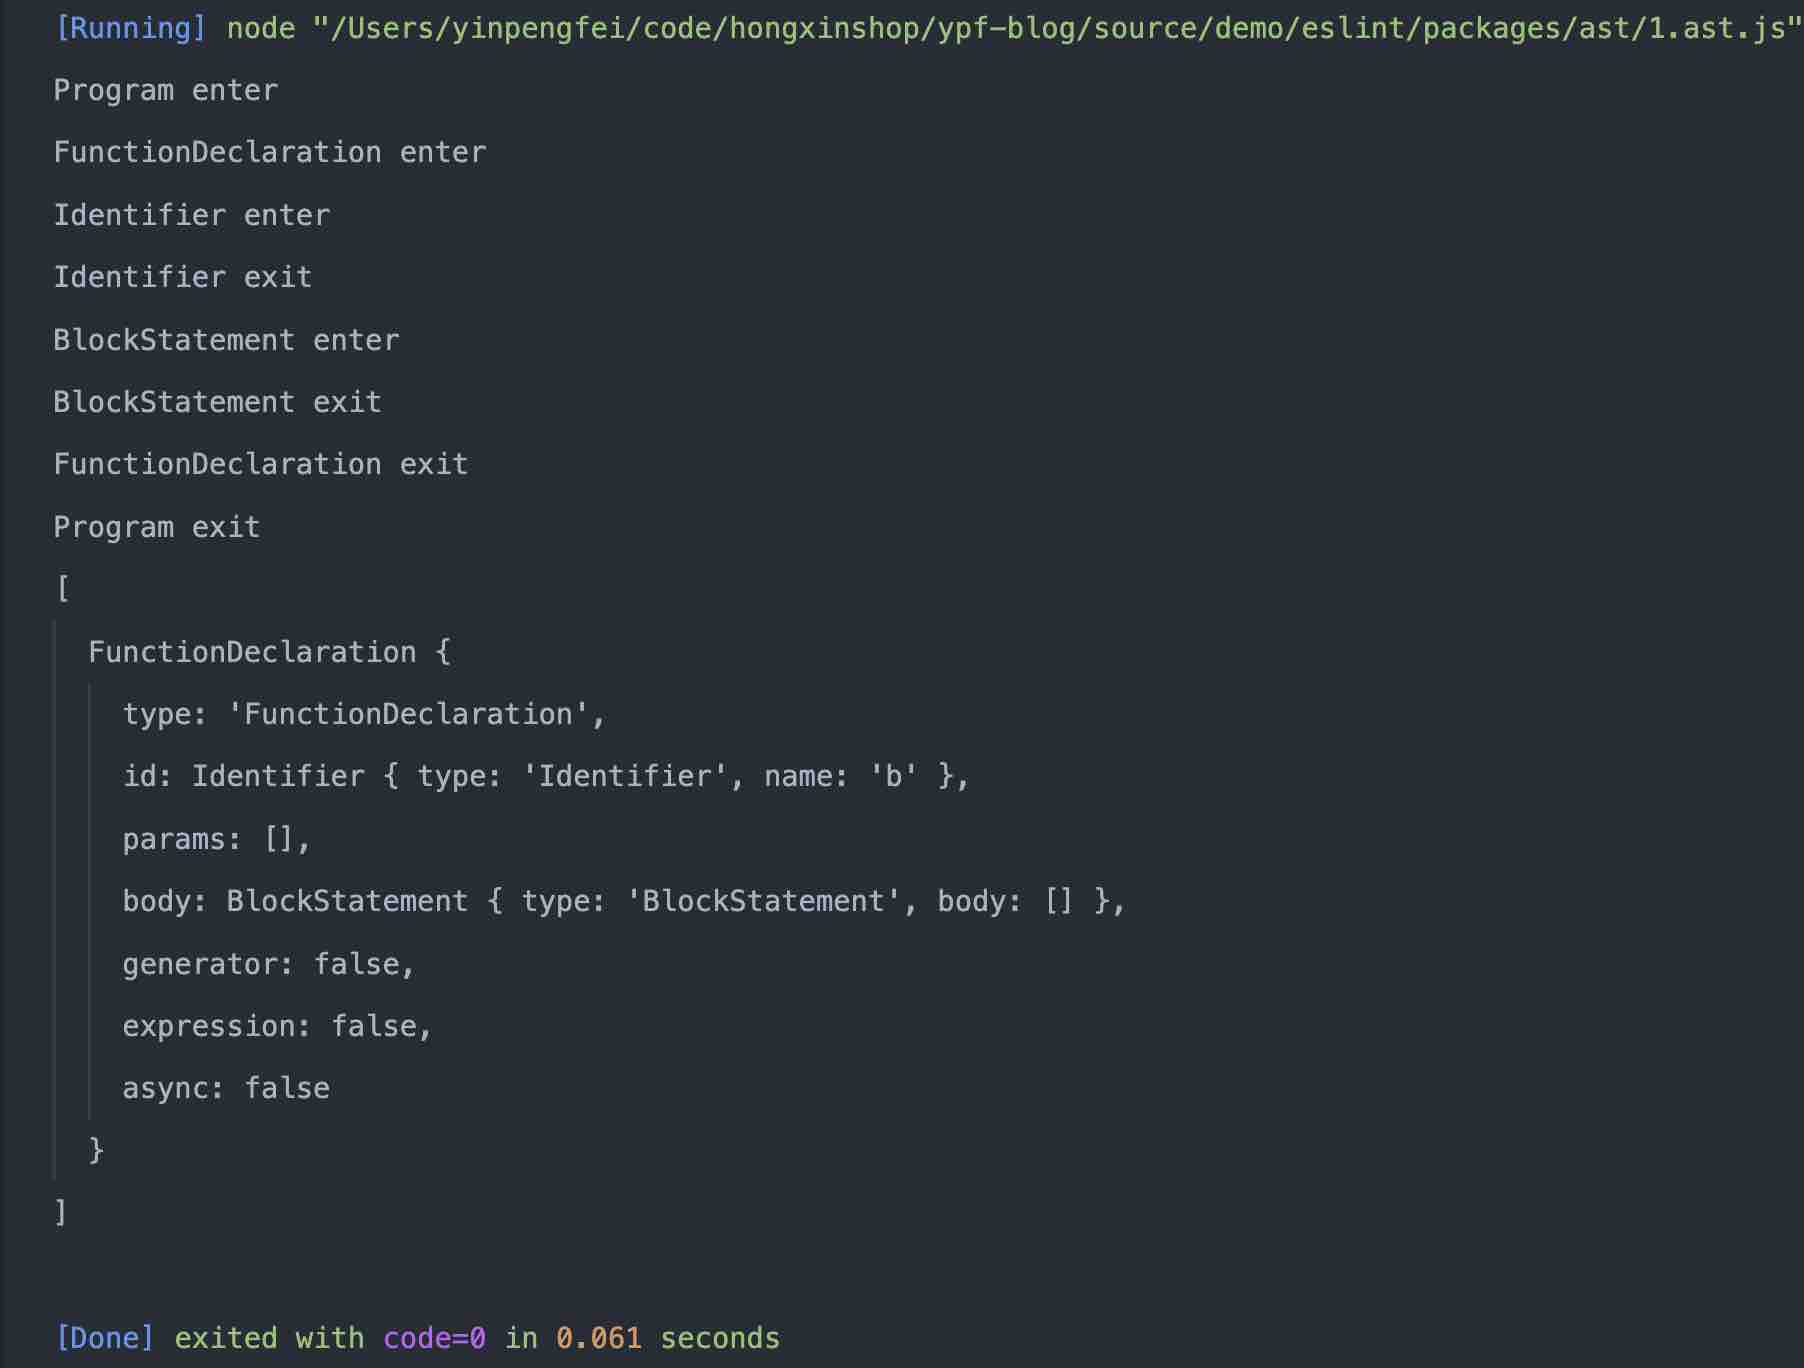 [Running] node "/Users/yinpengfei/code/hongxinshop/ypf-blog/source/demo/eslint/packages/ast/1.ast.js"
Program enter
FunctionDeclaration enter
Identifier enter
Identifier exit
BlockStatement enter
BlockStatement exit
FunctionDeclaration exit
Program exit
[
  FunctionDeclaration {
    type: 'FunctionDeclaration',
    id: Identifier { type: 'Identifier', name: 'b' },
    params: [],
    body: BlockStatement { type: 'BlockStatement', body: [] },
    generator: false,
    expression: false,
    async: false
  }
]
[Done] exited with code=0 in 0.061 seconds